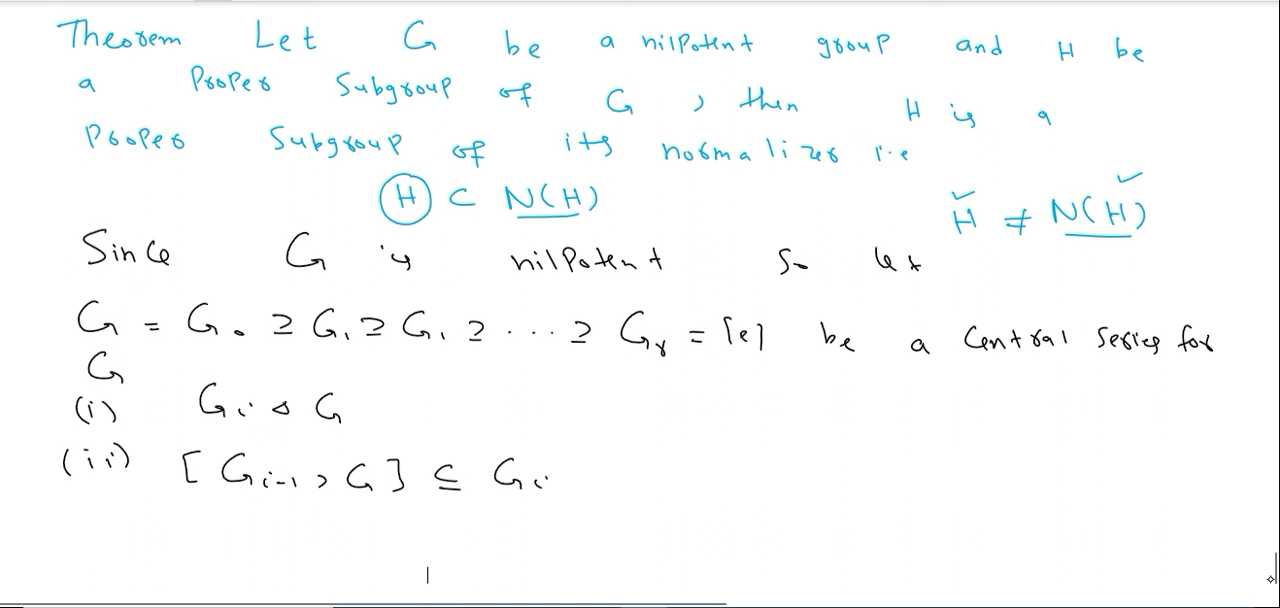 Theorem Let G be a nilpotent group and H be
a Proper Subgroup of G , then H is a
Proper Subgroup of its normalizer i.e
H ⊂ N(H) H ≠ N(H)
Since G is nilpotent So let
G = G₀ ⊇ G₁ ⊇ G₁ ⊇ ... ⊇ Gᵣ = {e} be a Central Series for
G
(i) Gᵢ ⊲ G
(ii) [Gᵢ₋₁, G] ⊆ Gᵢ